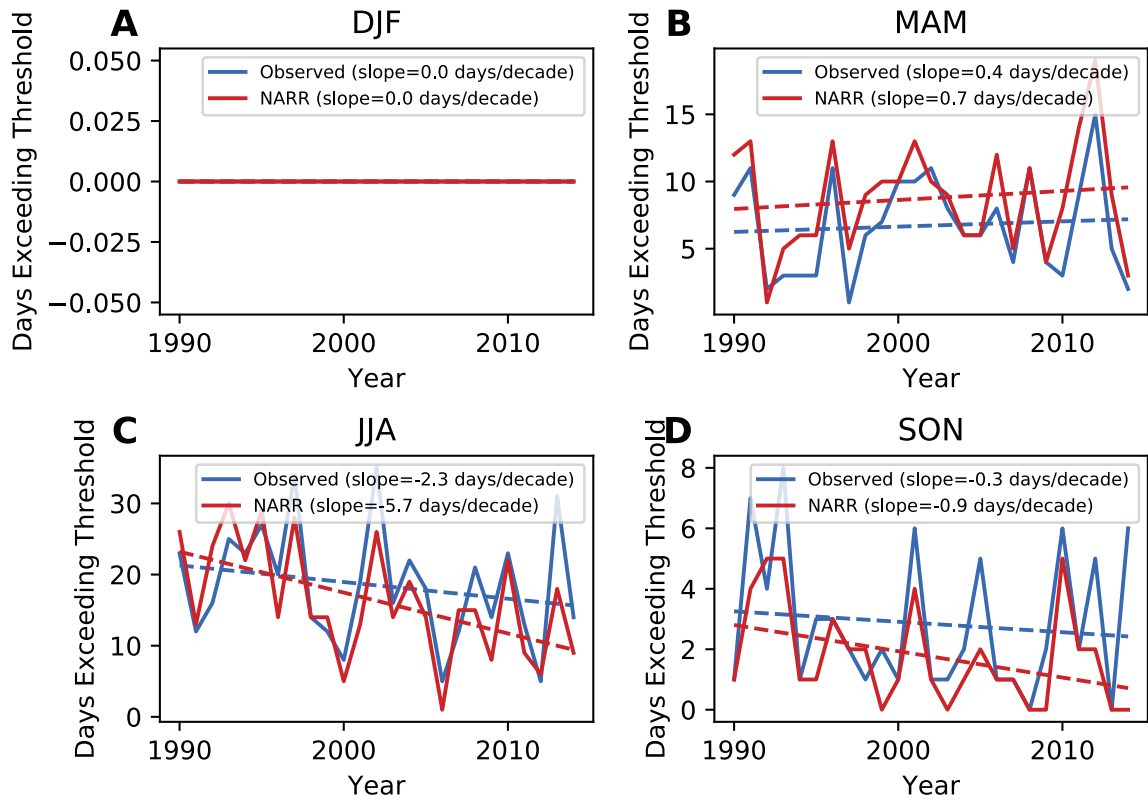 A DJF
Days Exceeding Threshold
0.050
0.025
0.000
−0.025
−0.050
Observed (slope=0.0 days/decade)
NARR (slope=0.0 days/decade)
1990 2000 2010
Year
B MAM
Days Exceeding Threshold
15
10
5
Observed (slope=0.4 days/decade)
NARR (slope=0.7 days/decade)
1990 2000 2010
Year
C JJA
Days Exceeding Threshold
30
20
10
0
Observed (slope=-2.3 days/decade)
NARR (slope=-5.7 days/decade)
1990 2000 2010
Year
D SON
Days Exceeding Threshold
8
6
4
2
0
Observed (slope=-0.3 days/decade)
NARR (slope=-0.9 days/decade)
1990 2000 2010
Year